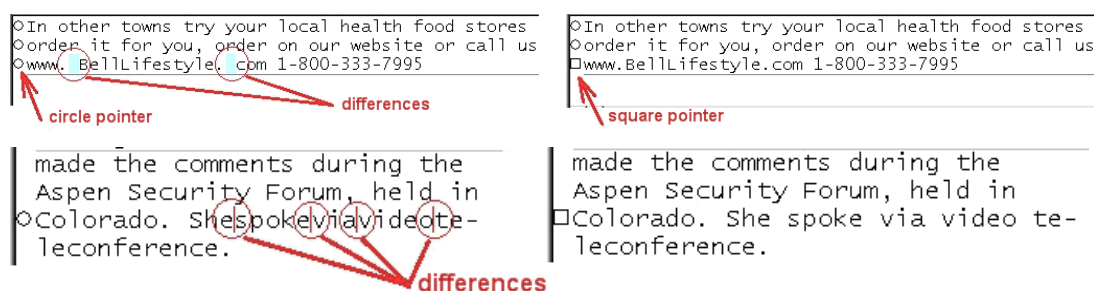 In other towns try your local health food stores
order it for you, order on our website or call us
www. BellLifestyle. com 1-800-333-7995
differences
circle pointer
In other towns try your local health food stores
order it for you, order on our website or call us
www.BellLifestyle.com 1-800-333-7995
square pointer
made the comments during the
Aspen Security Forum, held in
Colorado. Shespokeviavideote-
leconference.
differences
made the comments during the
Aspen Security Forum, held in
Colorado. She spoke via video te-
leconference.